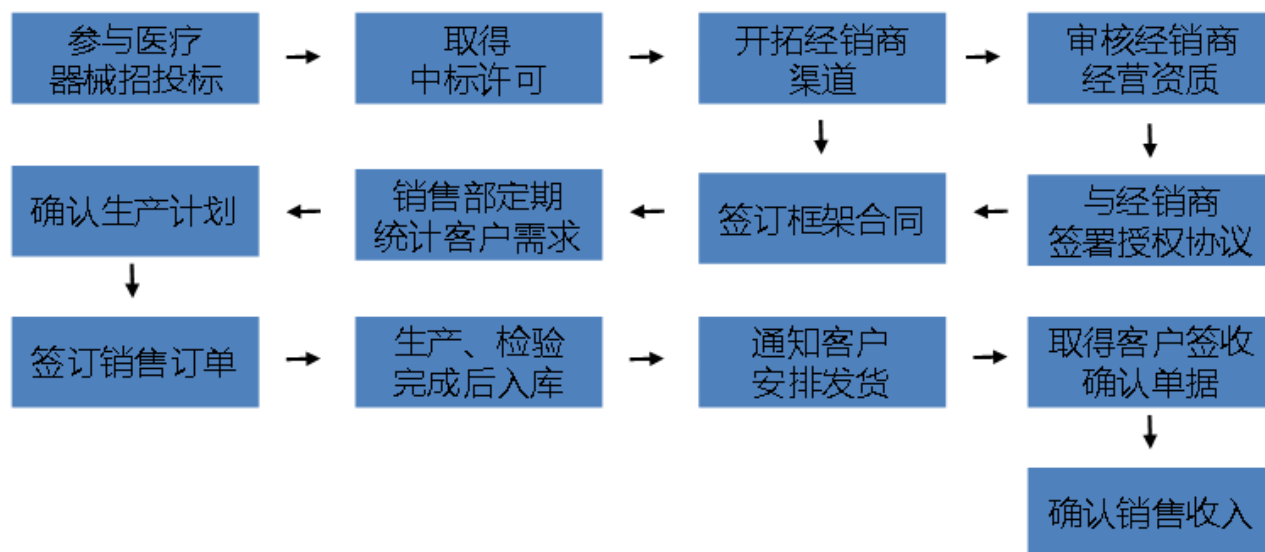 参与医疗
器械招投标
取得
中标许可
开拓经销商
渠道
审核经销商
经营资质
确认生产计划
销售部定期
统计客户需求
签订框架合同
与经销商
签署授权协议
签订销售订单
生产、检验
完成后入库
通知客户
安排发货
取得客户签收
确认单据
确认销售收入